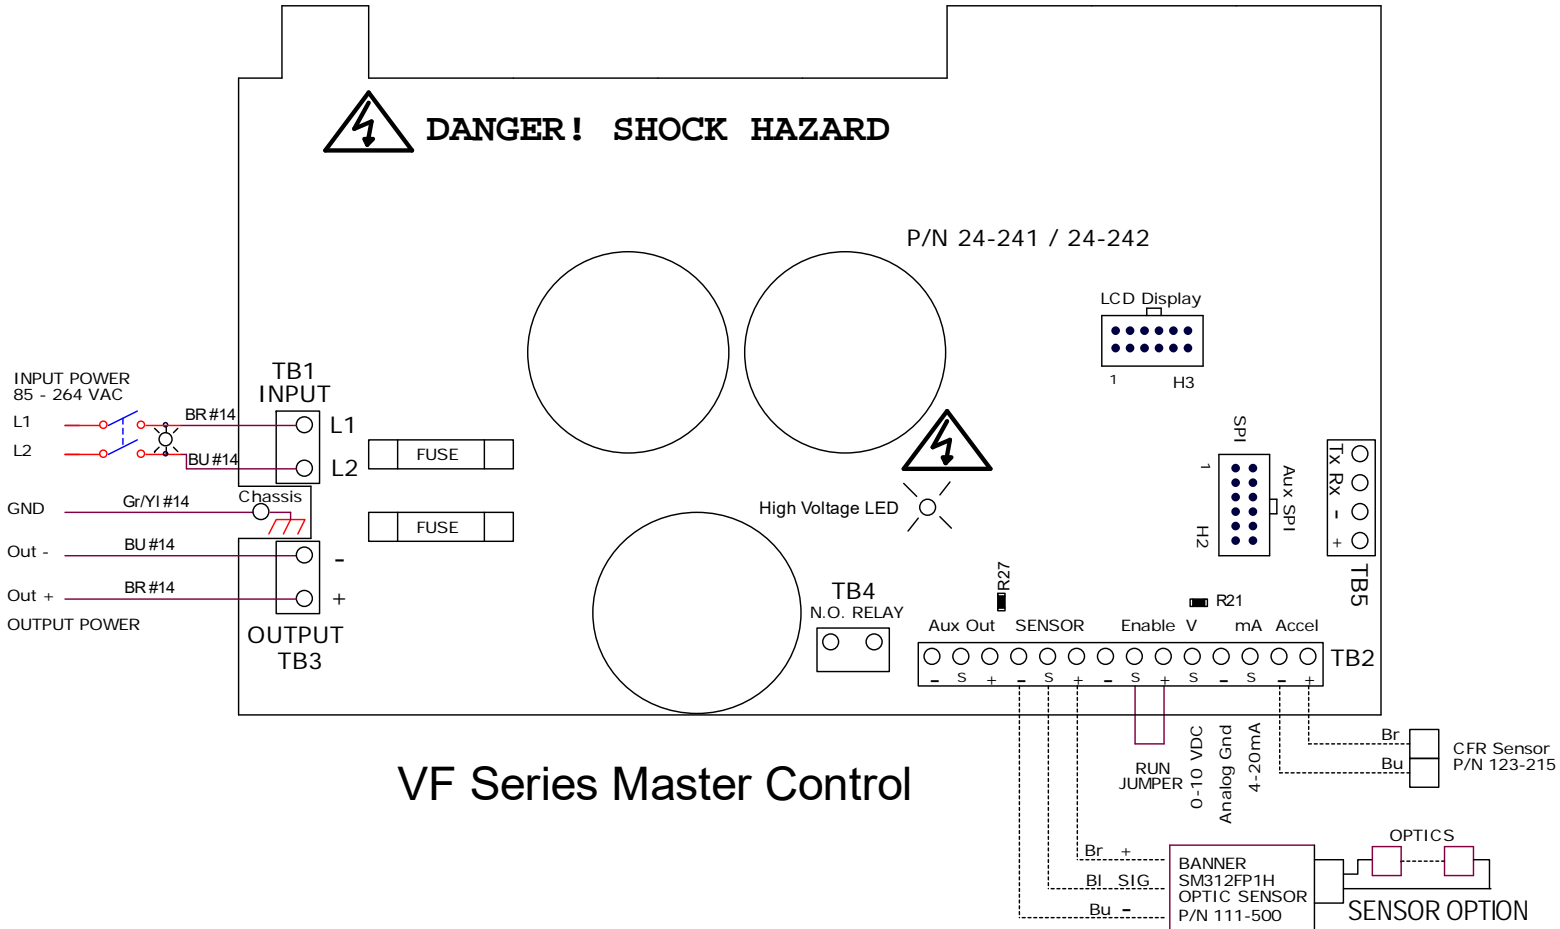 DANGER! SHOCK HAZARD
P/N 24-241 / 24-242
LCD Display
1 H3
INPUT POWER
85 - 264 VAC
L1
L2
BR #14
BU #14
TB1
INPUT
L1
L2
FUSE
GND
Gr/Yl #14
Chassis
FUSE
Out -
BU #14
-
Out +
BR #14
+
OUTPUT POWER
OUTPUT
TB3
High Voltage LED
SPI
1
H2
Aux SPI
Tx Rx - +
TB5
TB4
N.O. RELAY
R27
R21
Aux Out SENSOR Enable V mA Accel
TB2
- S + - S + - S + S - S - +
RUN
JUMPER
0-10 VDC
Analog Gnd
4-20mA
Br
Bu
CFR Sensor
P/N 123-215
VF Series Master Control
Br +
Bl SIG
Bu -
BANNER
SM312FP1H
OPTIC SENSOR
P/N 111-500
OPTICS
SENSOR OPTION